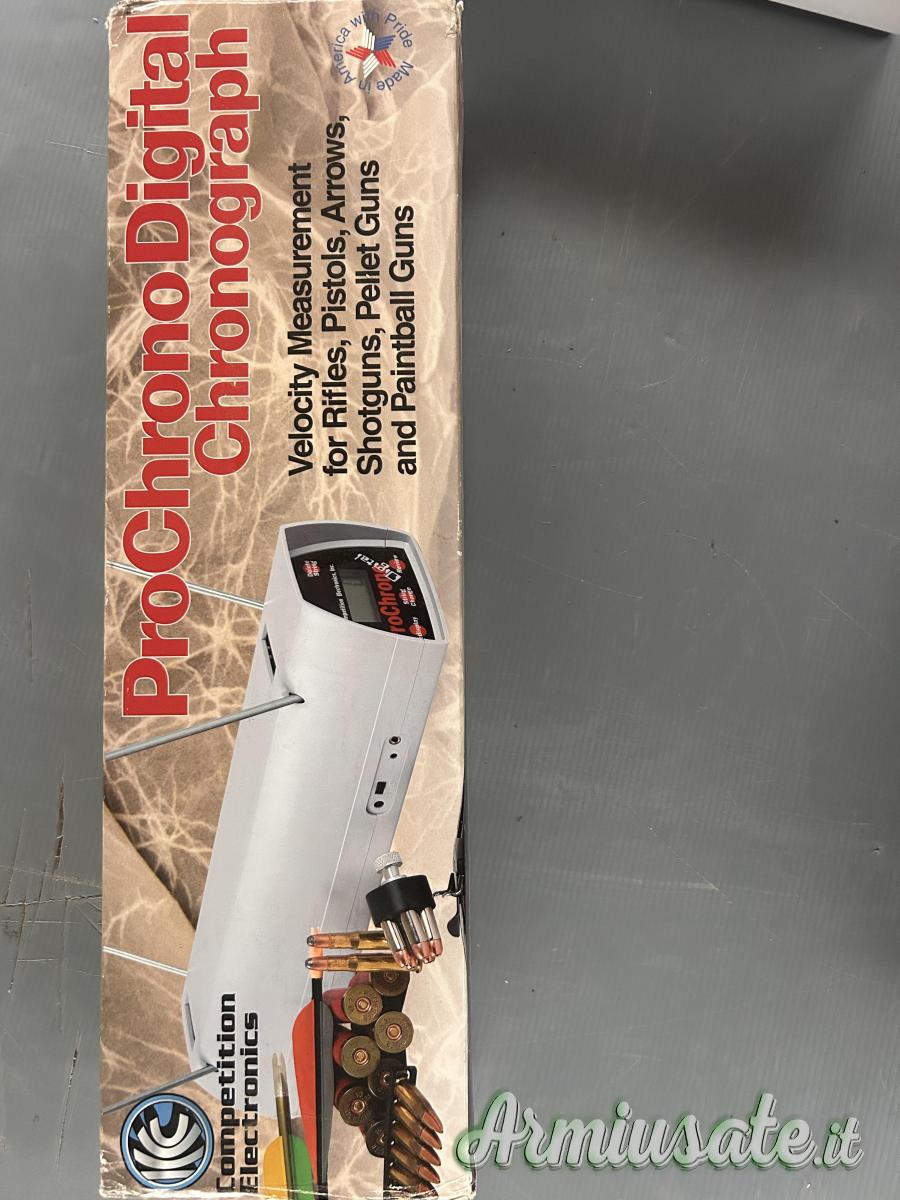 ProChrono Digital
Chronograph
Made in America with Pride
Velocity Measurement
for Rifles, Pistols, Arrows,
Shotguns, Pellet Guns
and Paintball Guns
Digital
Competition
Electronics
Armiusate.it